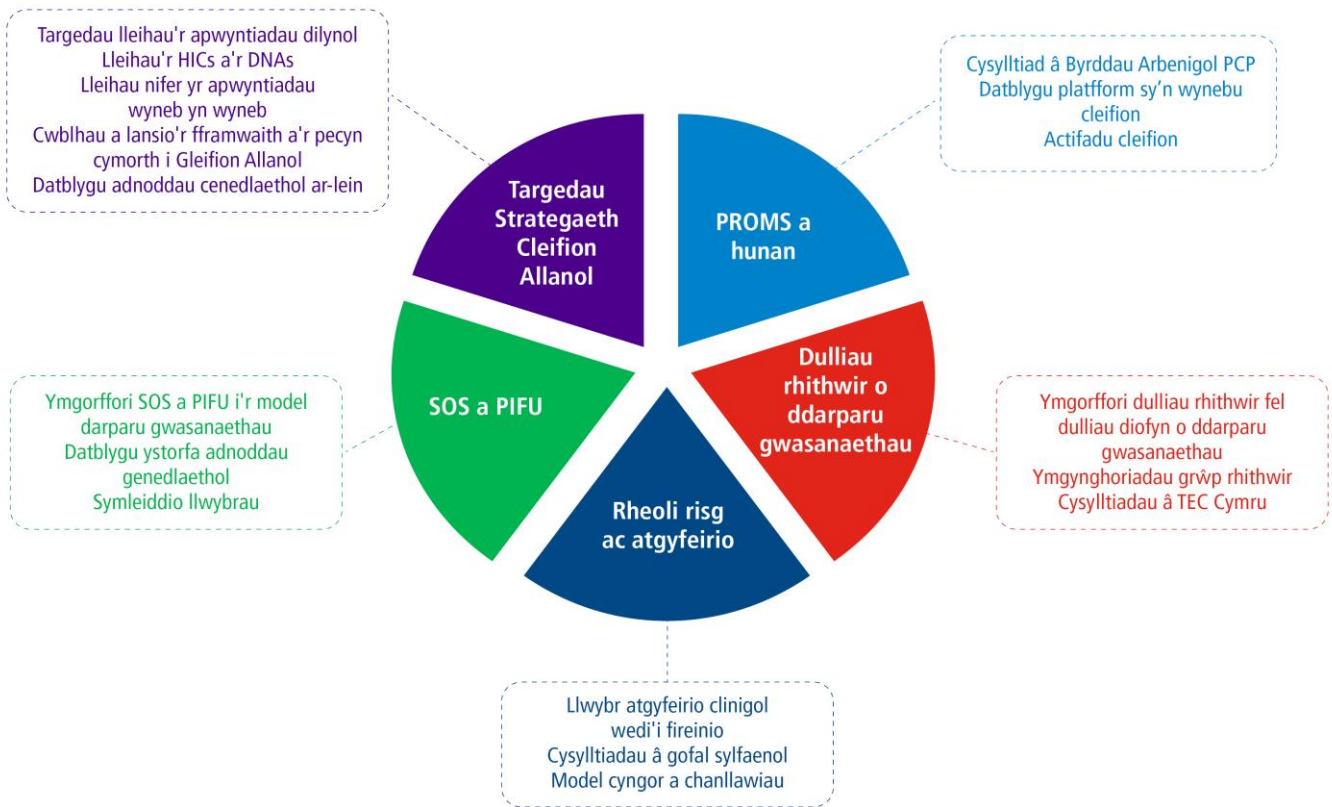 Targedau lleihau'r apwyntiadau dilynol
Lleihau'r HICs a'r DNAs
Lleihau nifer yr apwyntiadau
wyneb yn wyneb
Cwblhau a lansio'r fframwaith a'r pecyn
cymorth i Gleifion Allanol
Datblygu adnoddau cenedlaethol ar-lein
Cysylltiad â Byrddau Arbenigol PCP
Datblygu platfform sy'n wynebu
cleifion
Actifadu cleifion
Targedau
Strategaeth
Cleifion
Allanol
PROMS a
hunan
SOS a PIFU
Dulliau
rhithwir o
ddarparu
gwasanaethau
Rheoli risg
ac atgyfeirio
Ymgorffori SOS a PIFU i'r model
darparu gwasanaethau
Datblygu ystorfa adnoddau
genedlaethol
Symleiddio llwybrau
Ymgorffori dulliau rhithwir fel
dulliau diofyn o ddarparu
gwasanaethau
Ymgynghoriadau grŵp rhithwir
Cysylltiadau â TEC Cymru
Llwybr atgyfeirio clinigol
wedi'i fireinio
Cysylltiadau â gofal sylfaenol
Model cyngor a chanllawiau